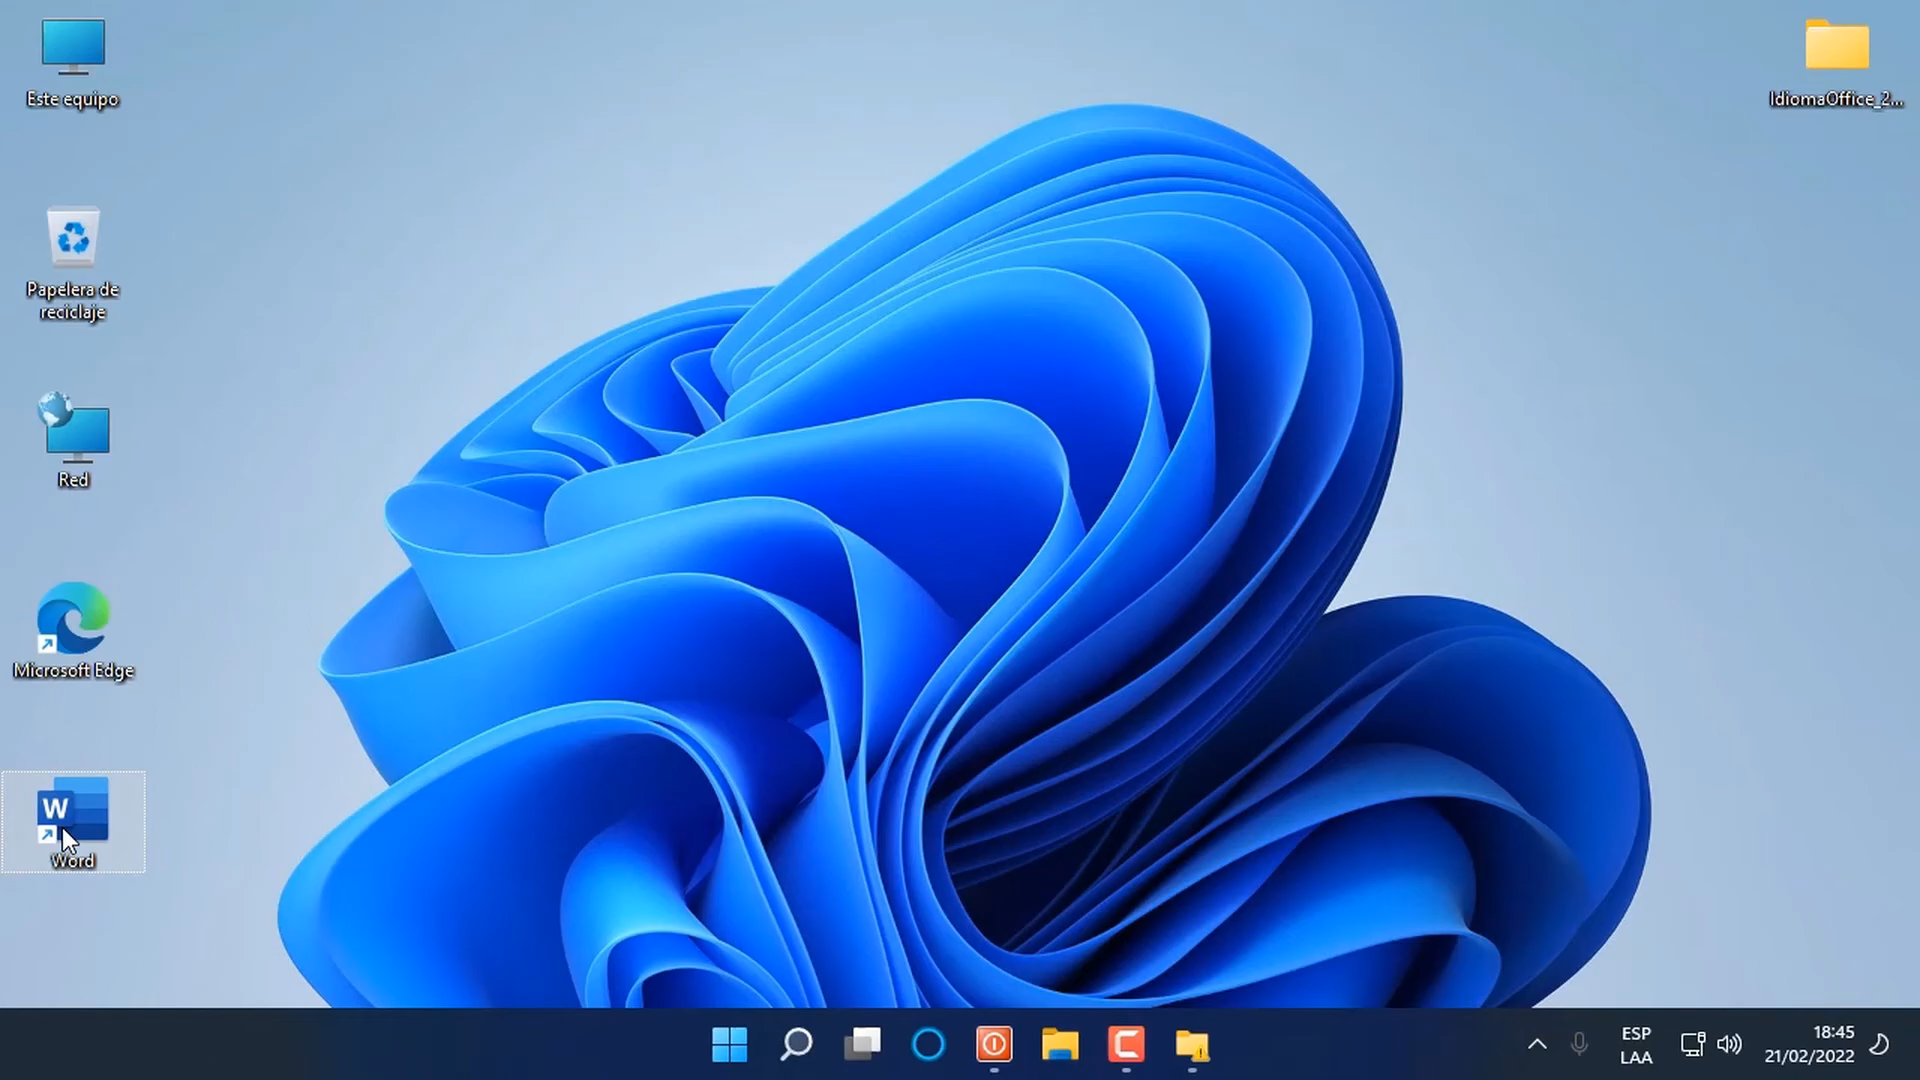 Este equipo
IdiomaOffice_2...
Papelera de
reciclaje
Red
Microsoft Edge
W
Word
ESP
LAA
18:45
21/02/2022